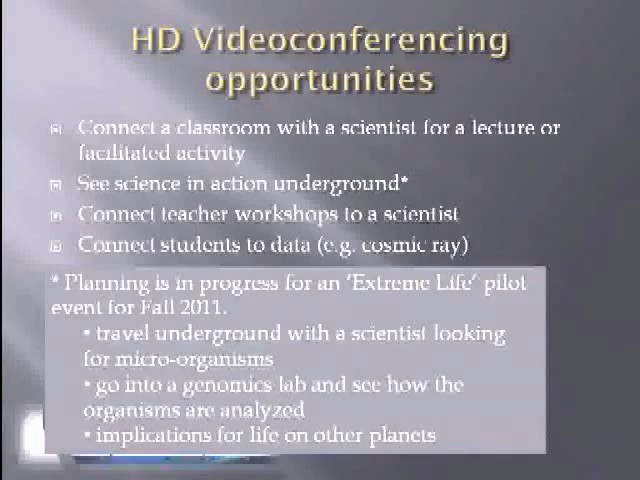 HD Videoconferencing
opportunities
Connect a classroom with a scientist for a lecture or
facilitated activity
See science in action underground*
Connect teacher workshops to a scientist
Connect students to data (e.g. cosmic ray)
* Planning is in progress for an ‘Extreme Life’ pilot
event for Fall 2011.
• travel underground with a scientist looking
for micro-organisms
• go into a genomics lab and see how the
organisms are analyzed
• implications for life on other planets